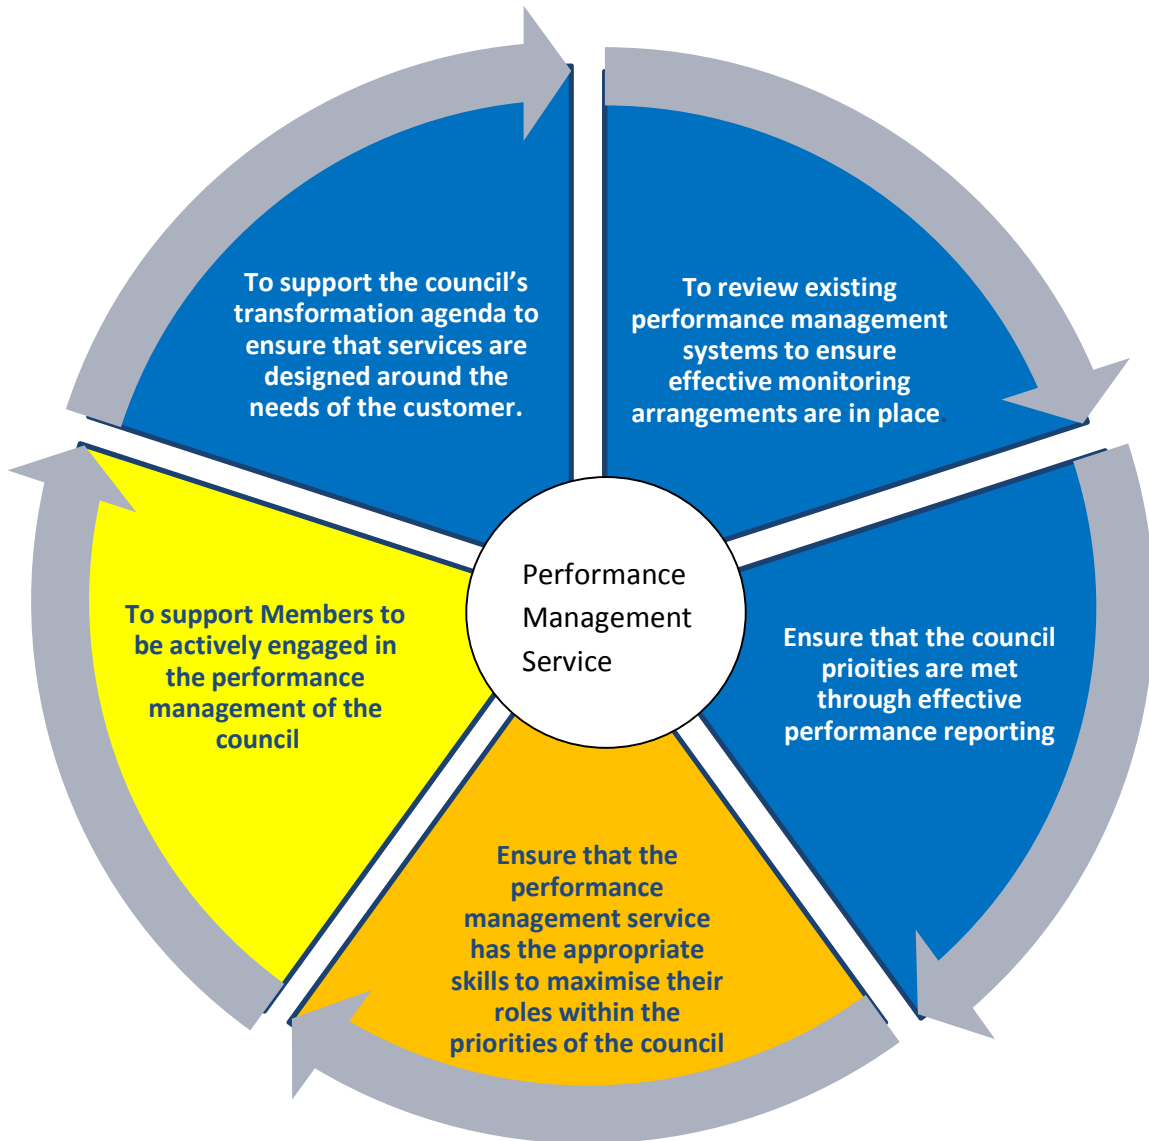 To support the council’s
transformation agenda to
ensure that services are
designed around the
needs of the customer.
To review existing
performance management
systems to ensure
effective monitoring
arrangements are in place.
Performance
Management
Service
To support Members to
be actively engaged in
the performance
management of the
council
Ensure that the council
prioities are met
through effective
performance reporting
Ensure that the
performance
management service
has the appropriate
skills to maximise their
roles within the
priorities of the council